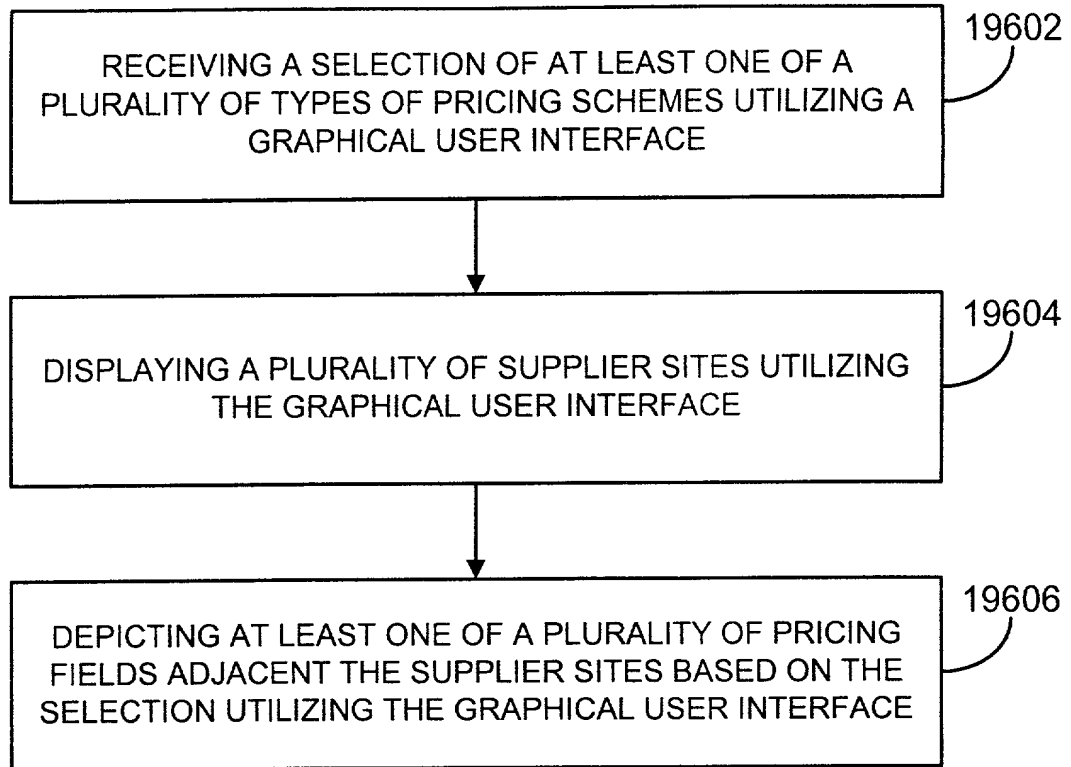 19602
RECEIVING A SELECTION OF AT LEAST ONE OF A
PLURALITY OF TYPES OF PRICING SCHEMES UTILIZING A
GRAPHICAL USER INTERFACE
19604
DISPLAYING A PLURALITY OF SUPPLIER SITES UTILIZING
THE GRAPHICAL USER INTERFACE
19606
DEPICTING AT LEAST ONE OF A PLURALITY OF PRICING
FIELDS ADJACENT THE SUPPLIER SITES BASED ON THE
SELECTION UTILIZING THE GRAPHICAL USER INTERFACE